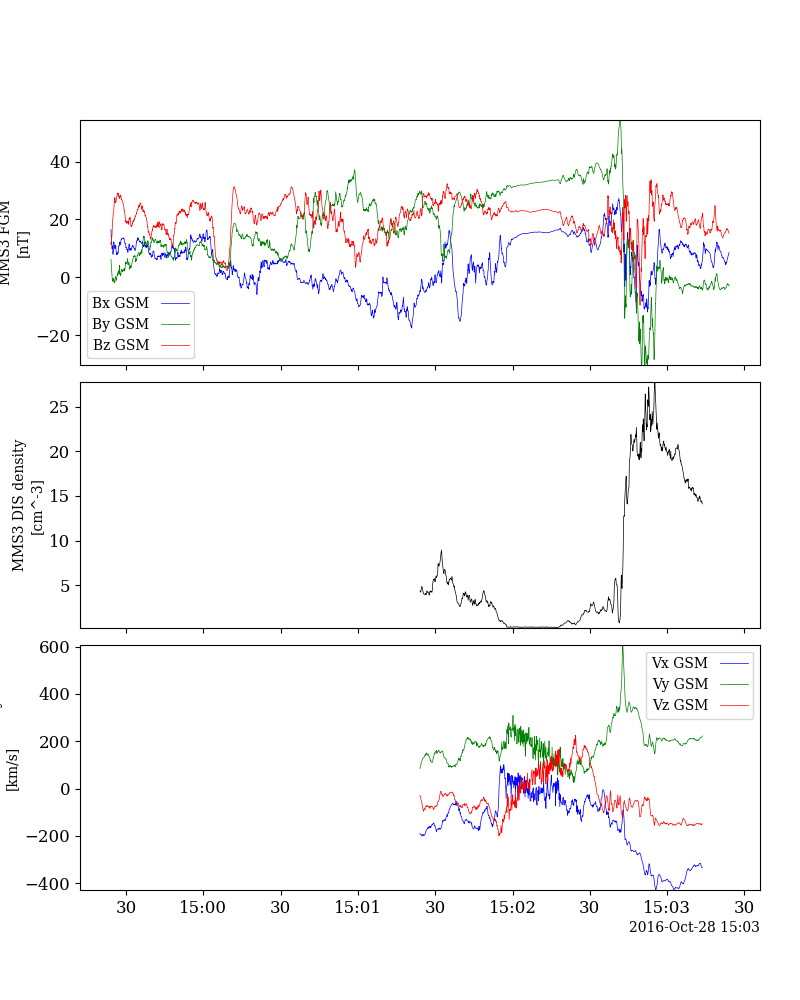 40
20
0
−20
MMS3 FGM
[nT]
Bx GSM
By GSM
Bz GSM
25
20
15
10
5
MMS3 DIS density
[cm^-3]
600
400
200
0
−200
−400
[km/s]
Vx GSM
Vy GSM
Vz GSM
30 15:00 30 15:01 30 15:02 30 15:03 30
2016-Oct-28 15:03